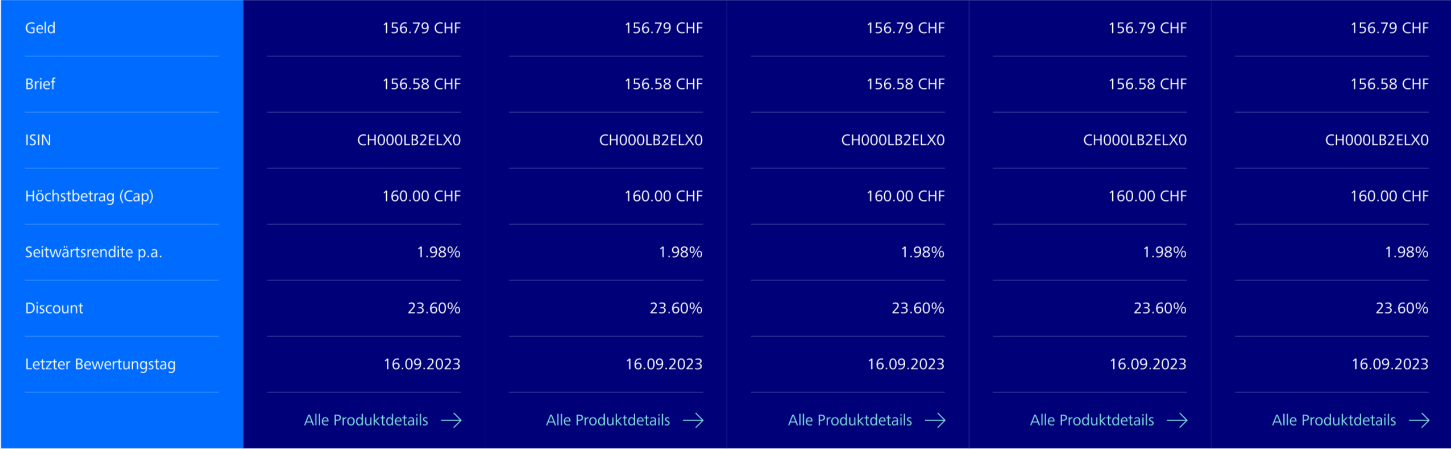 Geld 156.79 CHF 156.79 CHF 156.79 CHF 156.79 CHF 156.79 CHF
Brief 156.58 CHF 156.58 CHF 156.58 CHF 156.58 CHF 156.58 CHF
ISIN CH000LB2ELX0 CH000LB2ELX0 CH000LB2ELX0 CH000LB2ELX0 CH000LB2ELX0
Höchstbetrag (Cap) 160.00 CHF 160.00 CHF 160.00 CHF 160.00 CHF 160.00 CHF
Seitwärtsrendite p.a. 1.98% 1.98% 1.98% 1.98% 1.98%
Discount 23.60% 23.60% 23.60% 23.60% 23.60%
Letzter Bewertungstag 16.09.2023 16.09.2023 16.09.2023 16.09.2023 16.09.2023
Alle Produktdetails Alle Produktdetails Alle Produktdetails Alle Produktdetails Alle Produktdetails